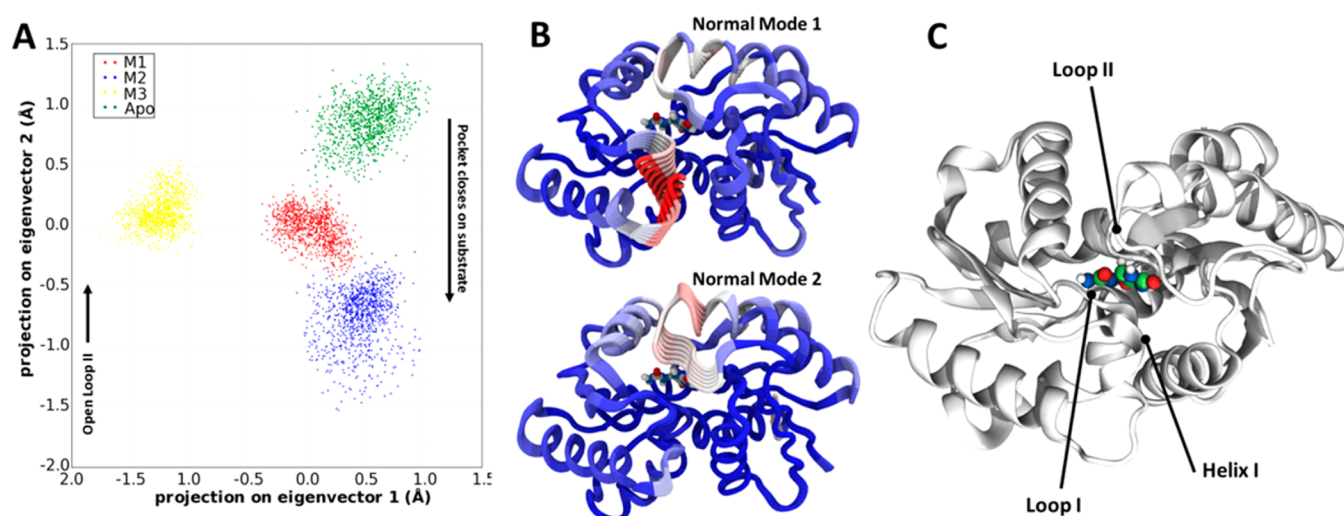 A
1.5
1.0
0.5
0.0
-0.5
-1.0
-1.5
-2.0
2.0
-1.5
-1.0
-0.5
0.0
0.5
1.0
1.5
projection on eigenvector 2 (Å)
projection on eigenvector 1 (Å)
M1
M2
M3
Apo
Pocket closes on substrate
Open Loop II
B
Normal Mode 1
Normal Mode 2
C
Loop II
Helix I
Loop I